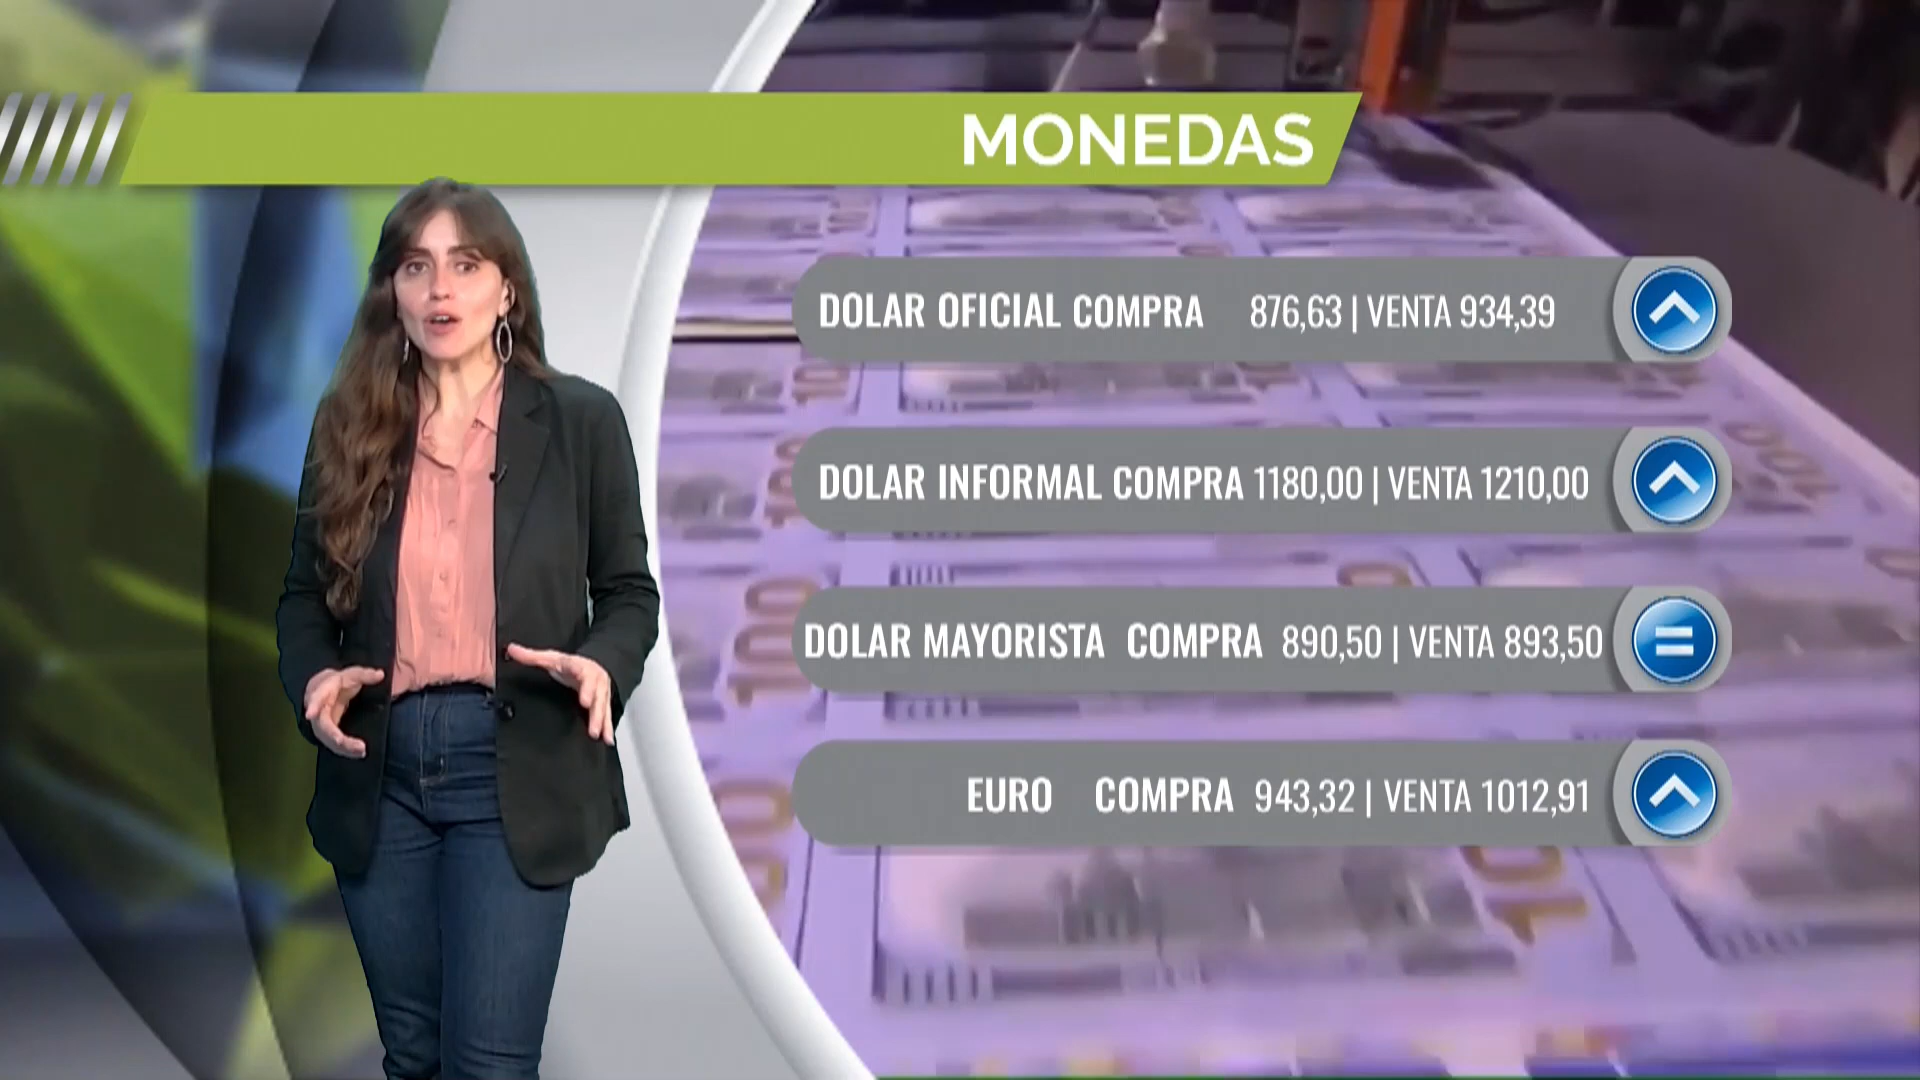 MONEDAS
DOLAR OFICIAL COMPRA 876,63 | VENTA 934,39
DOLAR INFORMAL COMPRA 1180,00 | VENTA 1210,00
DOLAR MAYORISTA COMPRA 890,50 | VENTA 893,50
EURO COMPRA 943,32 | VENTA 1012,91